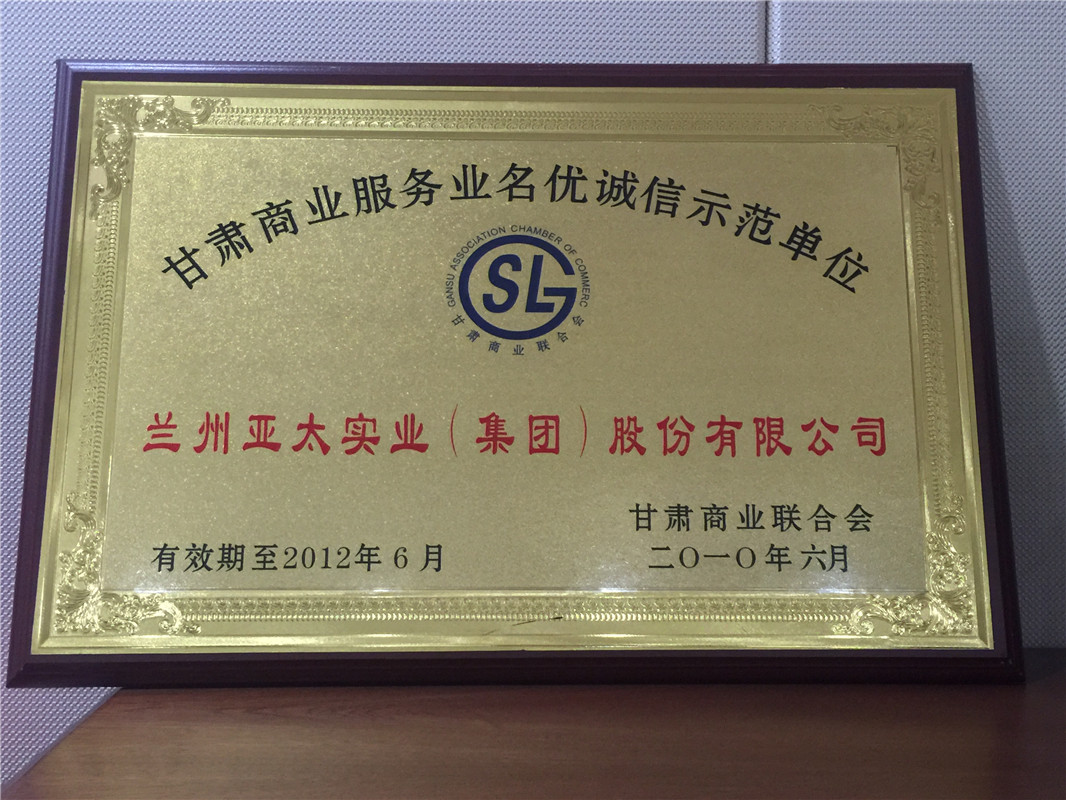 甘肃商业服务业名优诚信示范单位
GANSU ASSOCIATION CHAMBER OF COMMERC
SLG
甘肃商业联合会
兰州亚太实业（集团）股份有限公司
甘肃商业联合会
有效期至2012年6月
二〇一〇年六月